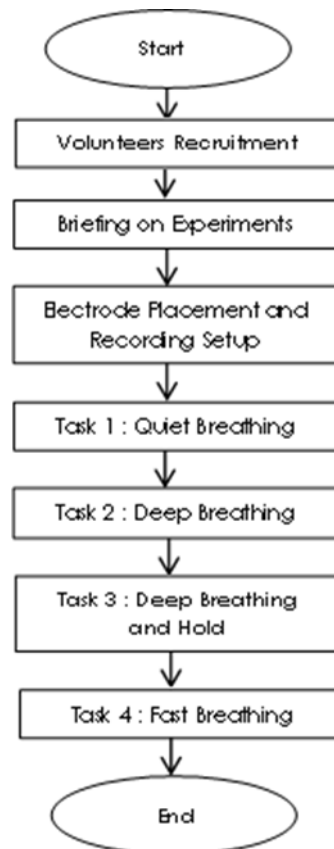 Start
Volunteers Recruitment
Briefing on Experiments
Electrode Placement and
Recording Setup
Task 1 : Quiet Breathing
Task 2 : Deep Breathing
Task 3 : Deep Breathing
and Hold
Task 4 : Fast Breathing
End